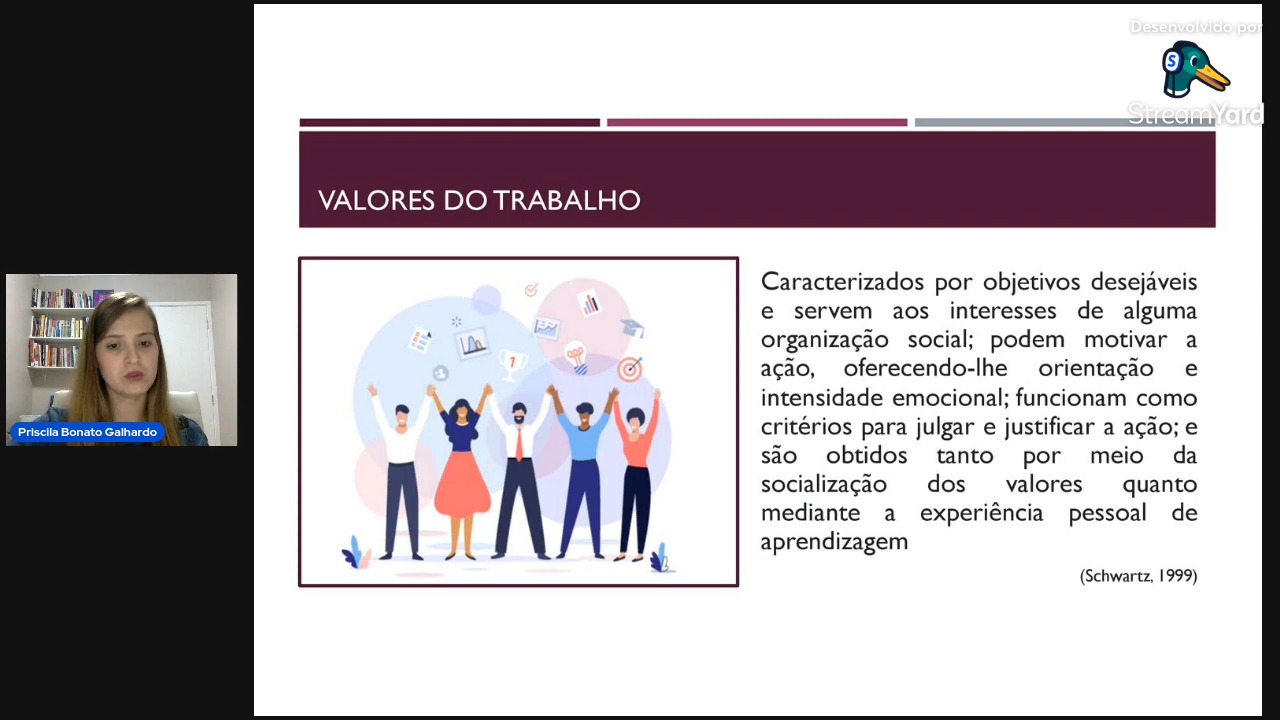 Desenvolvido por
S
StreamYard
VALORES DO TRABALHO
1
Caracterizados por objetivos desejáveis
e servem aos interesses de alguma
organização social; podem motivar a
ação, oferecendo-lhe orientação e
intensidade emocional; funcionam como
critérios para julgar e justificar a ação; e
são obtidos tanto por meio da
socialização dos valores quanto
mediante a experiência pessoal de
aprendizagem
(Schwartz, 1999)
Priscila Bonato Galhardo